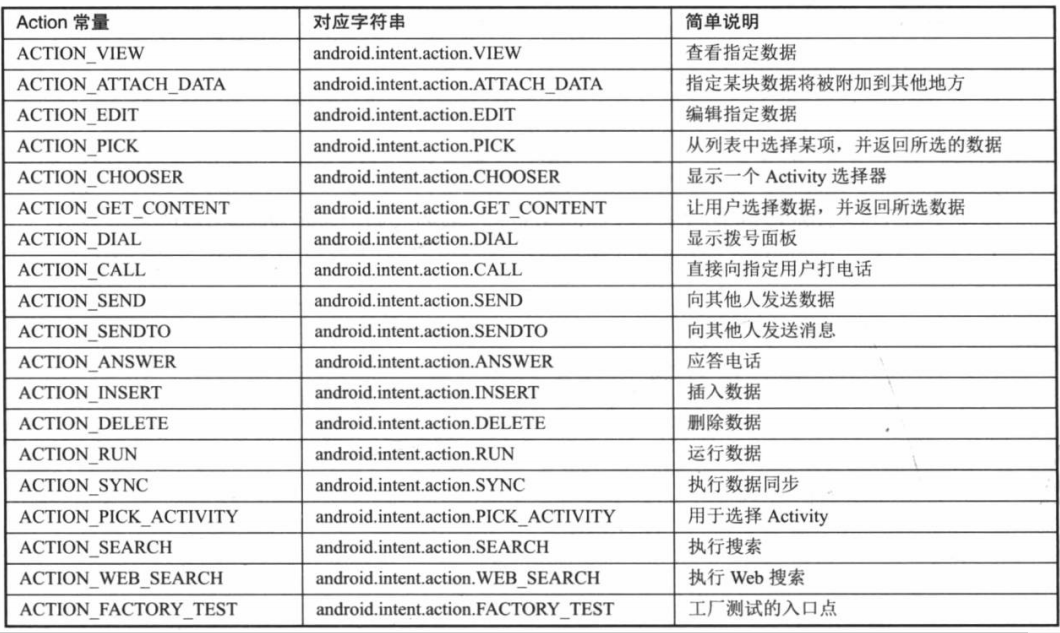 Action 常量 对应字符串 简单说明
ACTION_VIEW android.intent.action.VIEW 查看指定数据
ACTION_ATTACH_DATA android.intent.action.ATTACH_DATA 指定某块数据将被附加到其他地方
ACTION_EDIT android.intent.action.EDIT 编辑指定数据
ACTION_PICK android.intent.action.PICK 从列表中选择某项，并返回所选的数据
ACTION_CHOOSER android.intent.action.CHOOSER 显示一个 Activity 选择器
ACTION_GET_CONTENT android.intent.action.GET_CONTENT 让用户选择数据，并返回所选数据
ACTION_DIAL android.intent.action.DIAL 显示拨号面板
ACTION_CALL android.intent.action.CALL 直接向指定用户打电话
ACTION_SEND android.intent.action.SEND 向其他人发送数据
ACTION_SENDTO android.intent.action.SENDTO 向其他人发送消息
ACTION_ANSWER android.intent.action.ANSWER 应答电话
ACTION_INSERT android.intent.action.INSERT 插入数据
ACTION_DELETE android.intent.action.DELETE 删除数据
ACTION_RUN android.intent.action.RUN 运行数据
ACTION_SYNC android.intent.action.SYNC 执行数据同步
ACTION_PICK_ACTIVITY android.intent.action.PICK_ACTIVITY 用于选择 Activity
ACTION_SEARCH android.intent.action.SEARCH 执行搜索
ACTION_WEB_SEARCH android.intent.action.WEB_SEARCH 执行 Web 搜索
ACTION_FACTORY_TEST android.intent.action.FACTORY_TEST 工厂测试的入口点